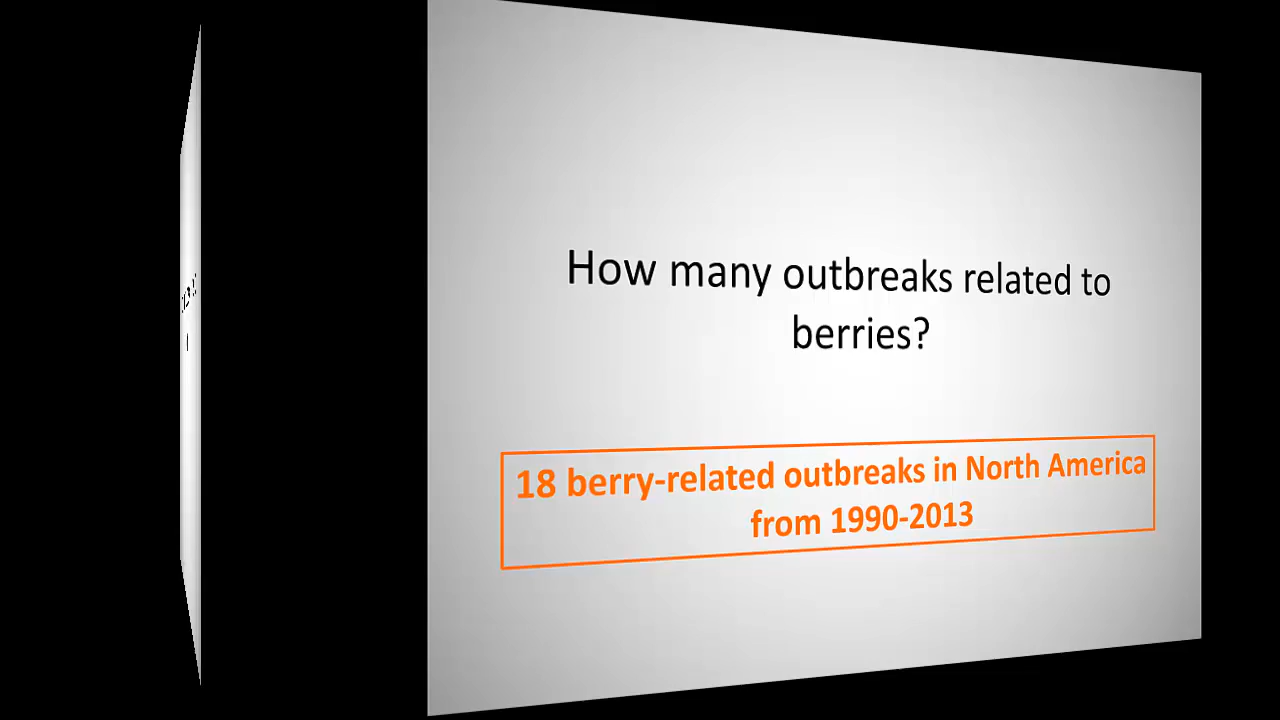 How many outbreaks related to
berries?
18 berry-related outbreaks in North America
from 1990-2013